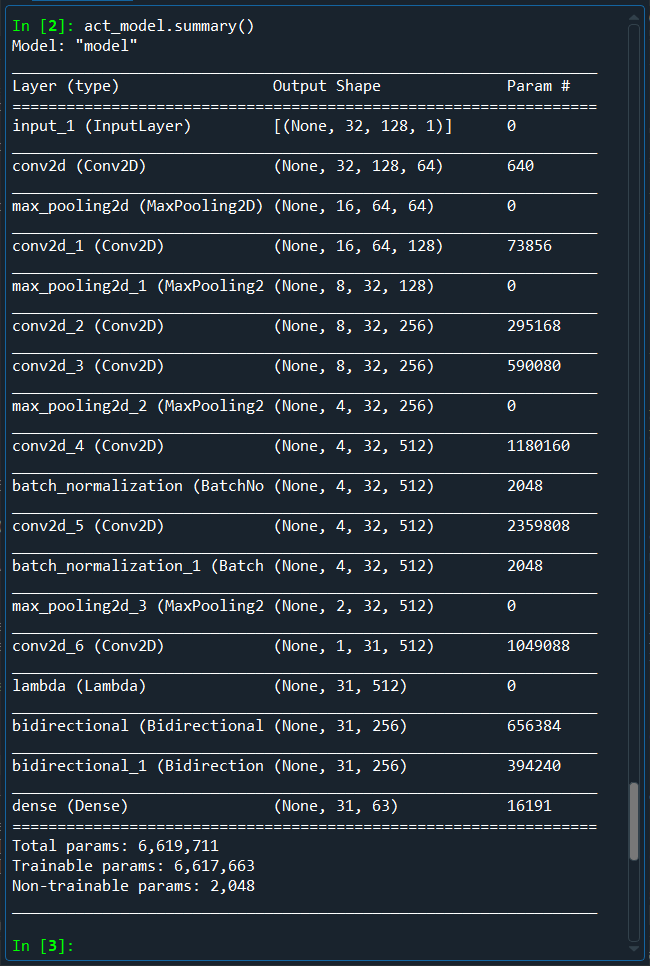 In [2]: act_model.summary()
Model: "model"
_________________________________________________________________
Layer (type)                 Output Shape              Param #
=================================================================
input_1 (InputLayer)         [(None, 32, 128, 1)]      0
_________________________________________________________________
conv2d (Conv2D)              (None, 32, 128, 64)       640
_________________________________________________________________
max_pooling2d (MaxPooling2D) (None, 16, 64, 64)        0
_________________________________________________________________
conv2d_1 (Conv2D)            (None, 16, 64, 128)       73856
_________________________________________________________________
max_pooling2d_1 (MaxPooling2 (None, 8, 32, 128)        0
_________________________________________________________________
conv2d_2 (Conv2D)            (None, 8, 32, 256)        295168
_________________________________________________________________
conv2d_3 (Conv2D)            (None, 8, 32, 256)        590080
_________________________________________________________________
max_pooling2d_2 (MaxPooling2 (None, 4, 32, 256)        0
_________________________________________________________________
conv2d_4 (Conv2D)            (None, 4, 32, 512)        1180160
_________________________________________________________________
batch_normalization (BatchNo (None, 4, 32, 512)        2048
_________________________________________________________________
conv2d_5 (Conv2D)            (None, 4, 32, 512)        2359808
_________________________________________________________________
batch_normalization_1 (Batch (None, 4, 32, 512)        2048
_________________________________________________________________
max_pooling2d_3 (MaxPooling2 (None, 2, 32, 512)        0
_________________________________________________________________
conv2d_6 (Conv2D)            (None, 1, 31, 512)        1049088
_________________________________________________________________
lambda (Lambda)              (None, 31, 512)           0
_________________________________________________________________
bidirectional (Bidirectional (None, 31, 256)           656384
_________________________________________________________________
bidirectional_1 (Bidirection (None, 31, 256)           394240
_________________________________________________________________
dense (Dense)                (None, 31, 63)            16191
=================================================================
Total params: 6,619,711
Trainable params: 6,617,663
Non-trainable params: 2,048
_________________________________________________________________
In [3]: